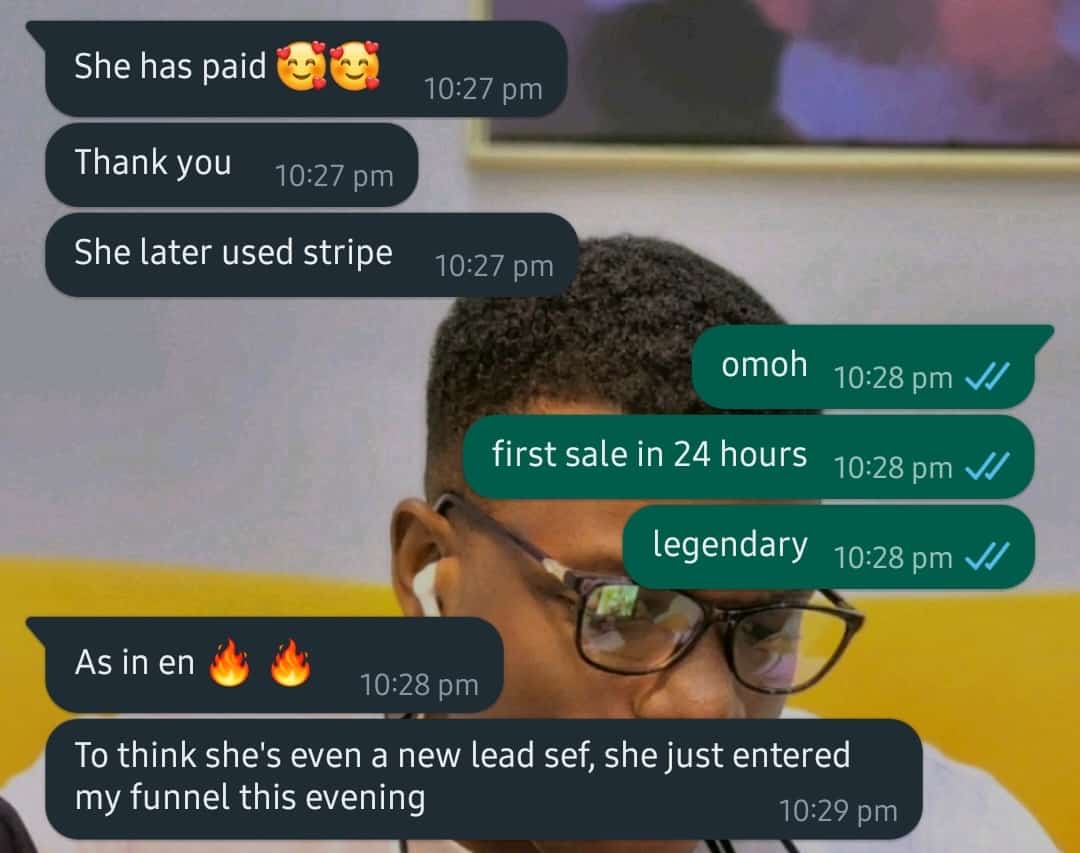 She has paid 🥰🥰 10:27 pm
Thank you 10:27 pm
She later used stripe 10:27 pm
omoh 10:28 pm
first sale in 24 hours 10:28 pm
legendary 10:28 pm
As in en 🔥 🔥 10:28 pm
To think she's even a new lead sef, she just entered
my funnel this evening 10:29 pm